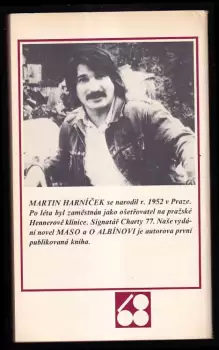 MARTIN HARNÍČEK se narodil r. 1952 v Praze.
Po léta byl zaměstnán jako ošetřovatel na pražské
Hennerově klinice. Signatář Charty 77. Naše vydá-
ní novel MASO a O ALBÍNOVI je autorova první
publikovaná kniha.
68